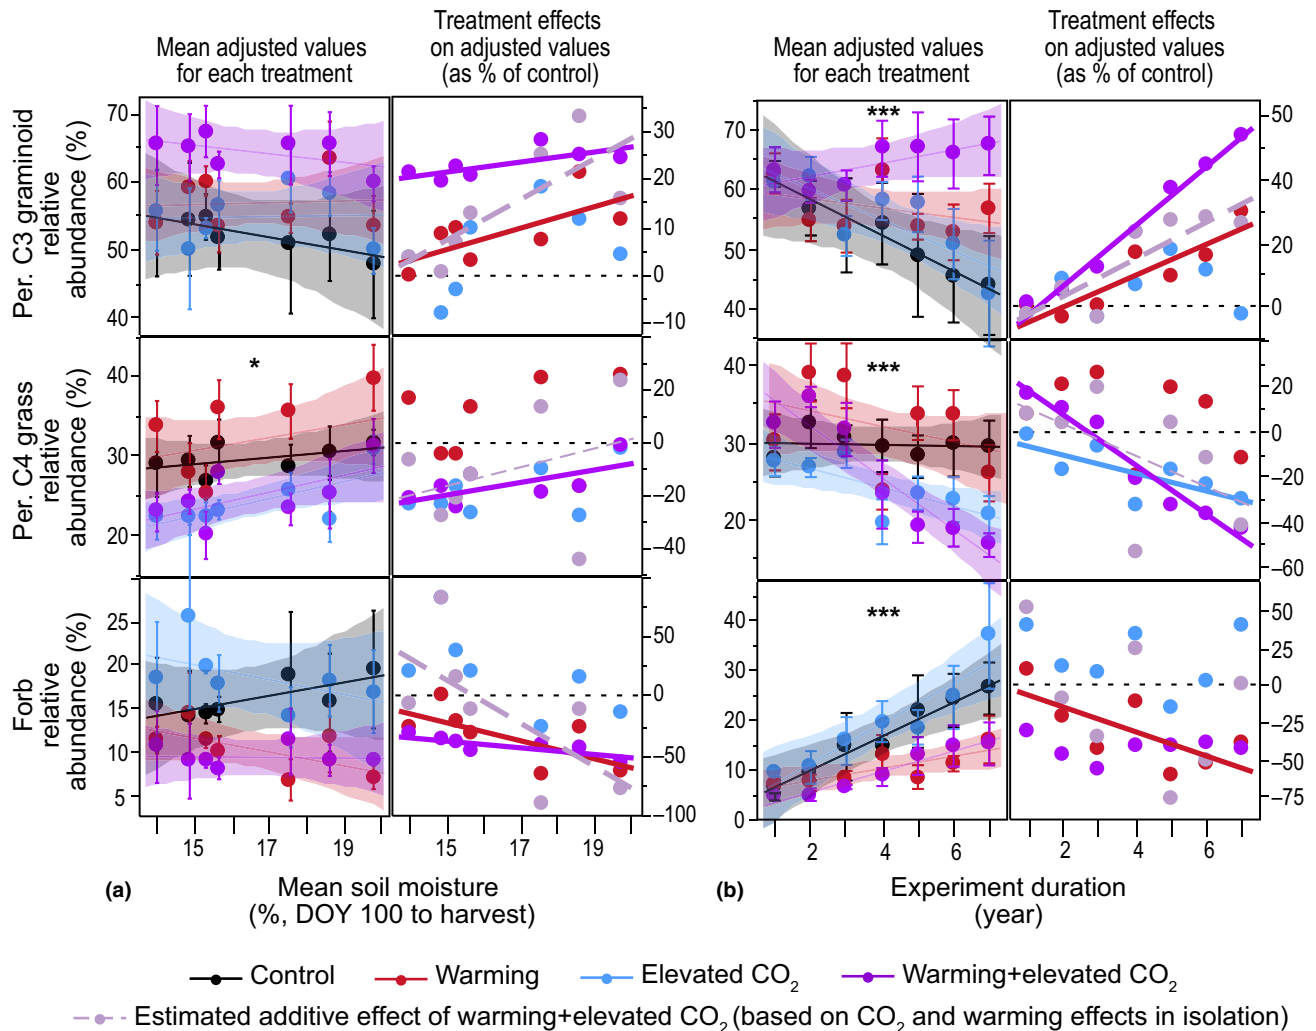 Mean adjusted values
for each treatment
Treatment effects
on adjusted values
(as % of control)
Mean adjusted values
for each treatment
Treatment effects
on adjusted values
(as % of control)
Per. C3 graminoid
relative
abundance (%)
70
60
50
40
30
20
10
0
−10
***
70
60
50
40
50
40
30
20
10
0
Per. C4 grass
relative
abundance (%)
*
40
30
20
20
0
−20
−40
***
40
30
20
20
0
−20
−40
−60
Forb
relative
abundance (%)
25
20
15
10
5
50
0
−50
−100
***
40
30
20
10
0
50
25
0
−25
−50
−75
15 17 19 15 17 19
2 4 6 2 4 6
(a) Mean soil moisture
(%, DOY 100 to harvest)
(b) Experiment duration
(year)
Control Warming Elevated CO2 Warming+elevated CO2
Estimated additive effect of warming+elevated CO2 (based on CO2 and warming effects in isolation)